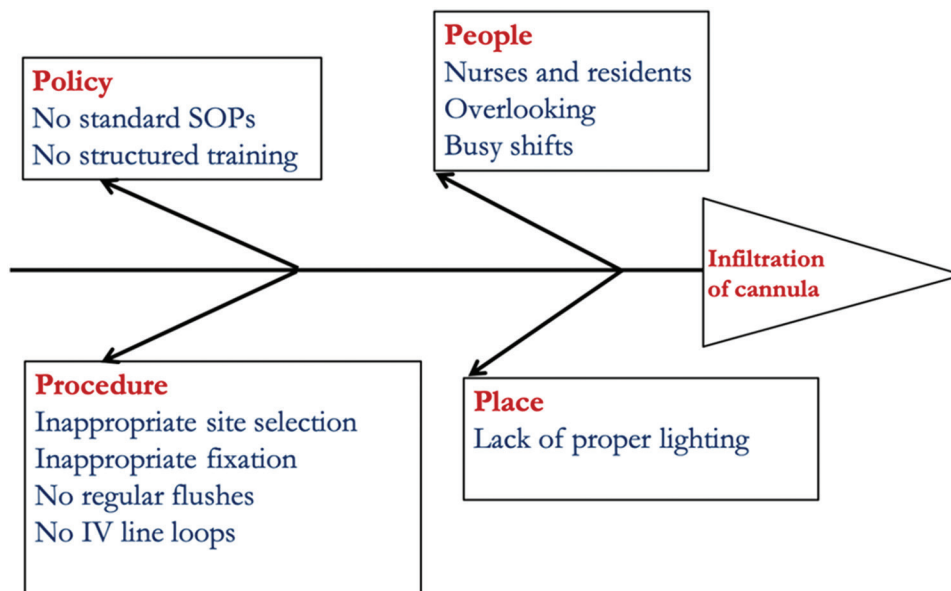 Policy
No standard SOPs
No structured training
People
Nurses and residents
Overlooking
Busy shifts
Infiltration
of cannula
Procedure
Inappropriate site selection
Inappropriate fixation
No regular flushes
No IV line loops
Place
Lack of proper lighting